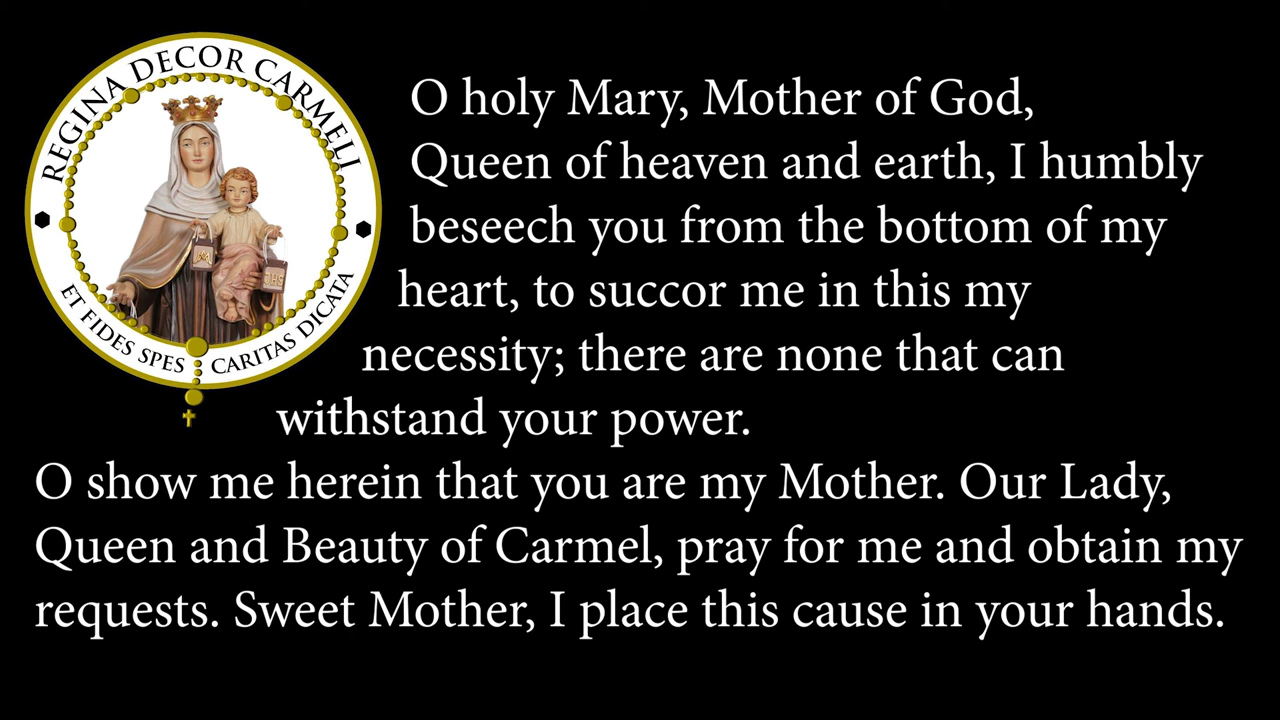 REGINA DECOR CARMELI
ET FIDES SPES CARITAS DICATA
IHS
O holy Mary, Mother of God,
Queen of heaven and earth, I humbly
beseech you from the bottom of my
heart, to succor me in this my
necessity; there are none that can
withstand your power.
O show me herein that you are my Mother. Our Lady,
Queen and Beauty of Carmel, pray for me and obtain my
requests. Sweet Mother, I place this cause in your hands.